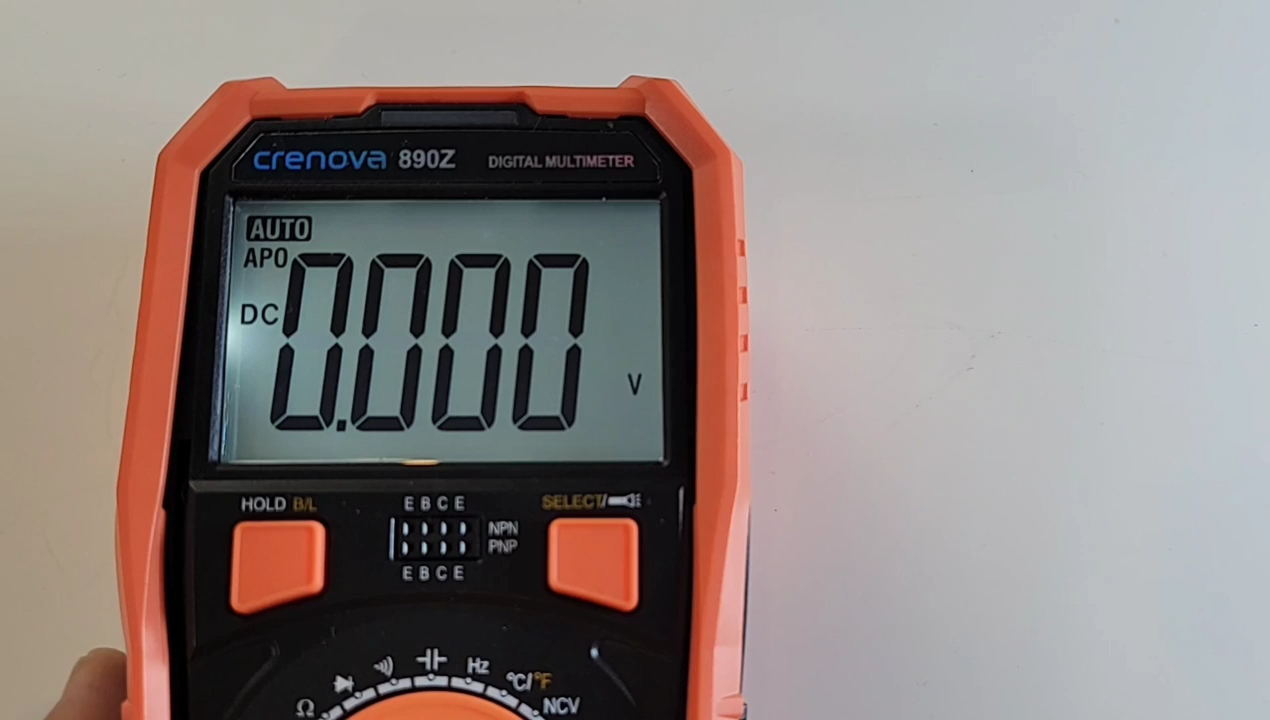 crenova 890Z DIGITAL MULTIMETER
AUTO
APO
DC 0.000 V
HOLD B/L
E B C E
SELECT/
NPN
PNP
E B C E
Ω
Hz
°C/°F
NCV